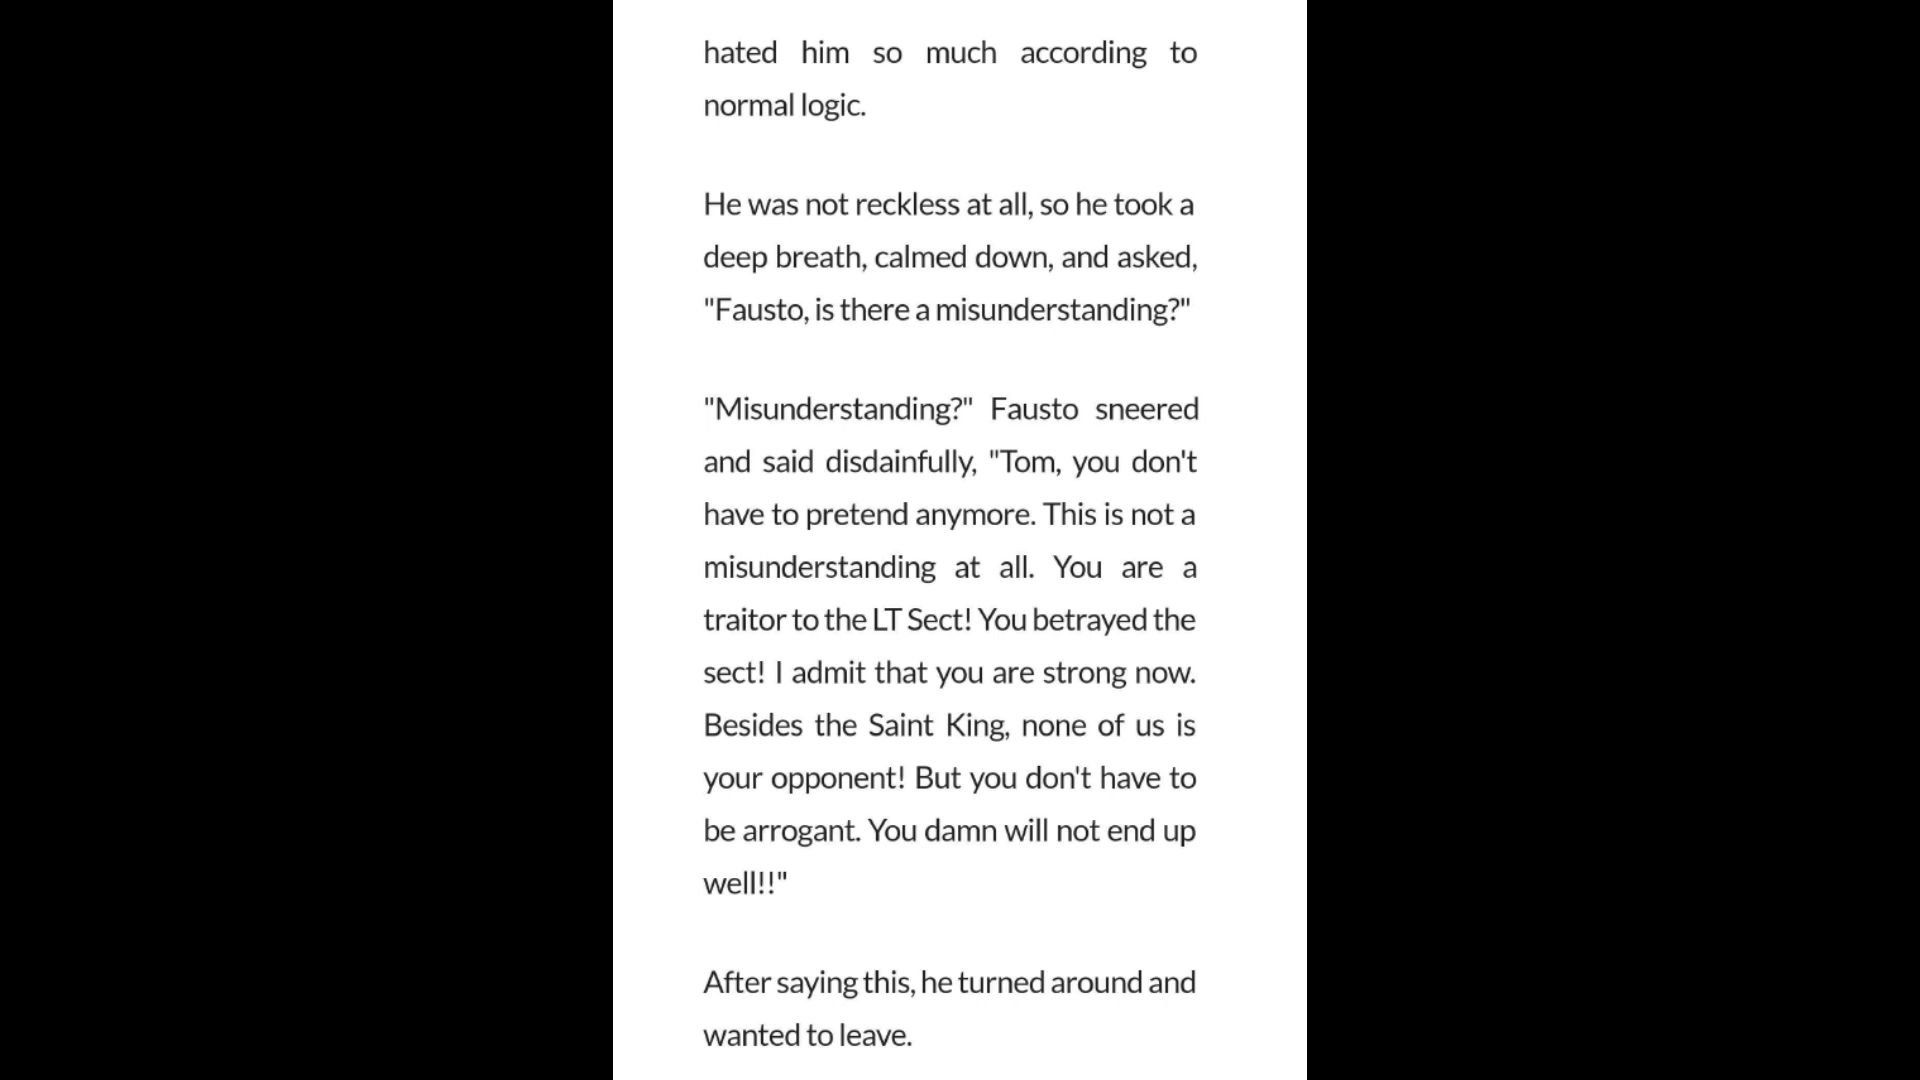 hated him so much according to
normal logic.
He was not reckless at all, so he took a
deep breath, calmed down, and asked,
"Fausto, is there a misunderstanding?"
"Misunderstanding?" Fausto sneered
and said disdainfully, "Tom, you don't
have to pretend anymore. This is not a
misunderstanding at all. You are a
traitor to the LT Sect! You betrayed the
sect! I admit that you are strong now.
Besides the Saint King, none of us is
your opponent! But you don't have to
be arrogant. You damn will not end up
well!!"
After saying this, he turned around and
wanted to leave.